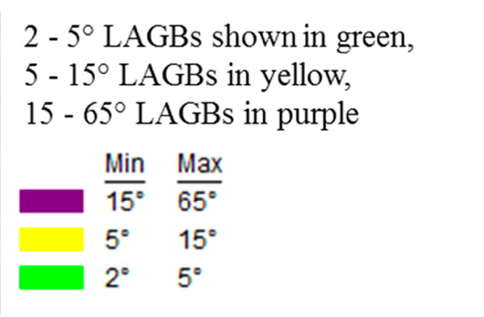 2 - 5° LAGBs shown in green,
5 - 15° LAGBs in yellow,
15 - 65° LAGBs in purple
Min Max
15° 65°
5° 15°
2° 5°